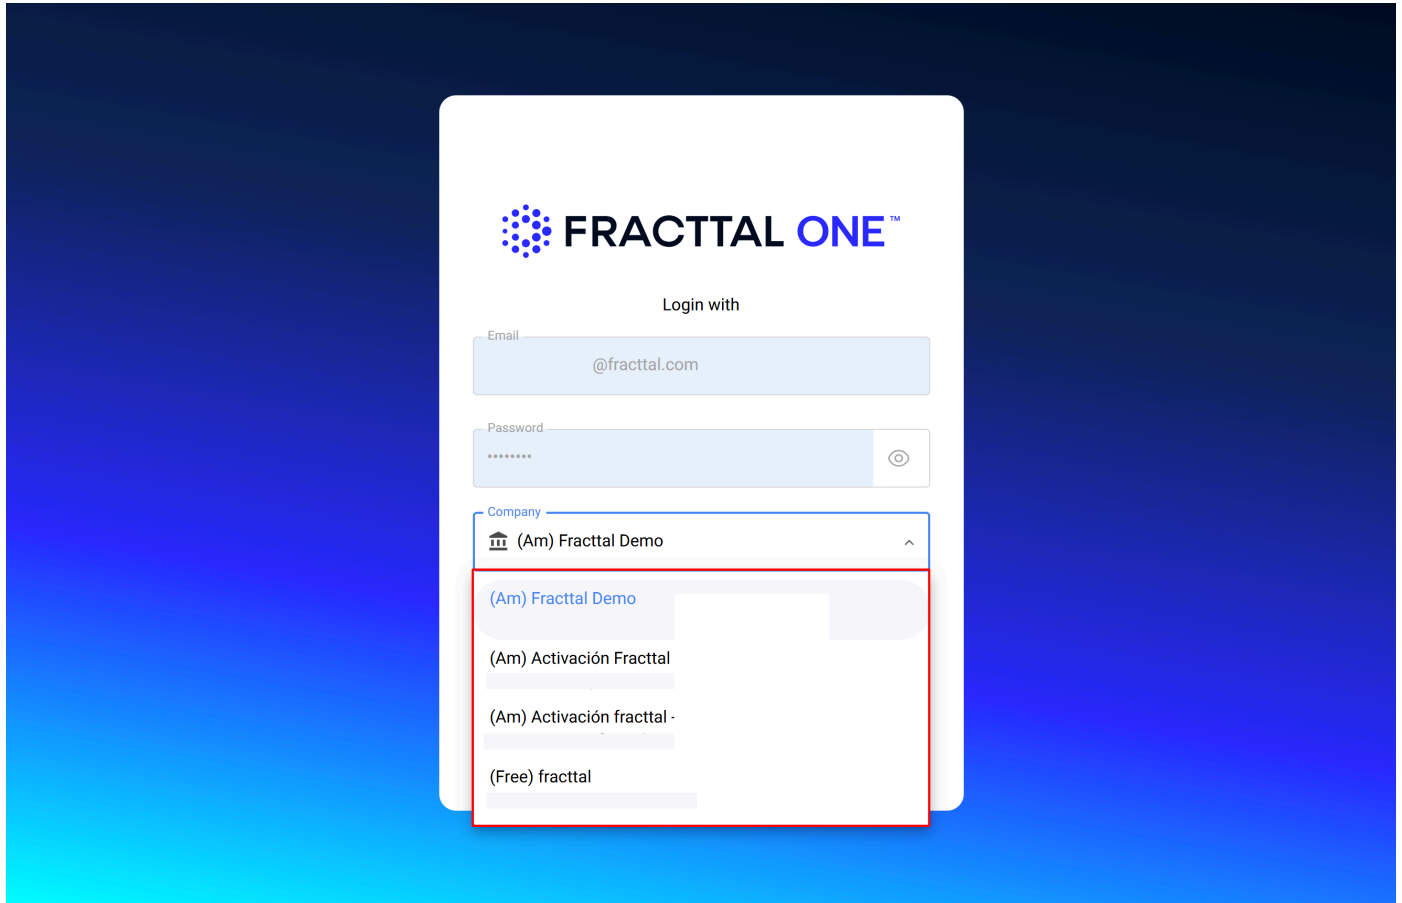 FRACTTAL ONE™
Login with
Email
@fracttal.com
Password
••••••••
Company
(Am) Fracttal Demo
(Am) Fracttal Demo
(Am) Activación Fracttal
(Am) Activación fracttal -
(Free) fracttal